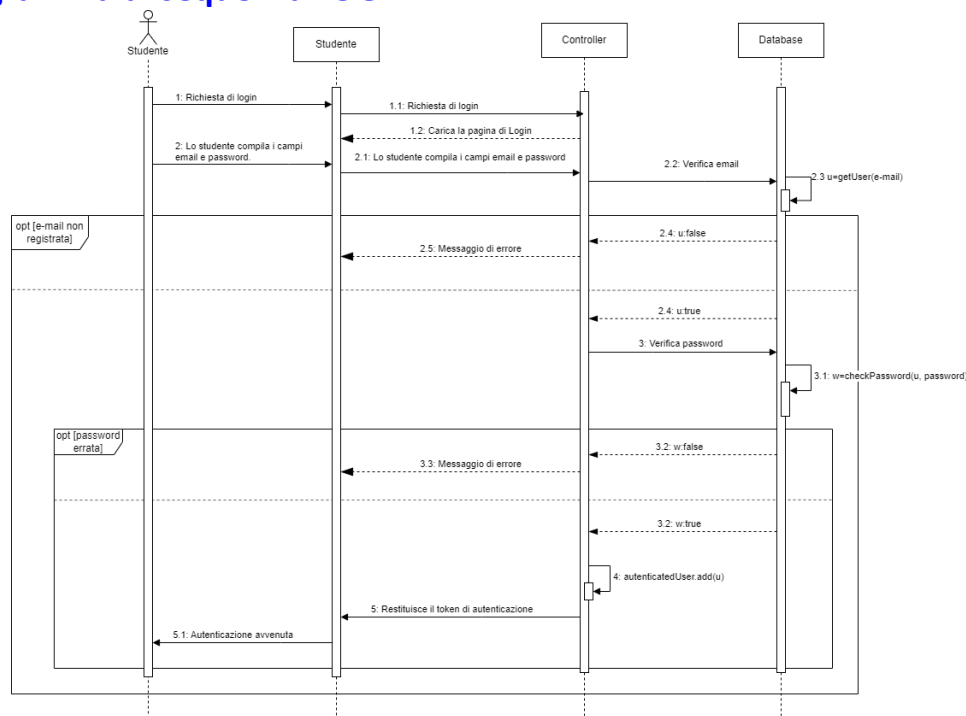 Studente
Studente
Controller
Database
1: Richiesta di login
1.1: Richiesta di login
1.2: Carica la pagina di Login
2: Lo studente compila i campi
email e password.
2.1: Lo studente compila i campi email e password
2.2: Verifica email
2.3 u=getUser(e-mail)
opt [e-mail non
registrata]
2.4: u:false
2.5: Messaggio di errore
2.4: u:true
3: Verifica password
3.1: w=checkPassword(u, password)
opt [password
errata]
3.2: w:false
3.3: Messaggio di errore
3.2: w:true
4: autenticatedUser.add(u)
5: Restituisce il token di autenticazione
5.1: Autenticazione avvenuta